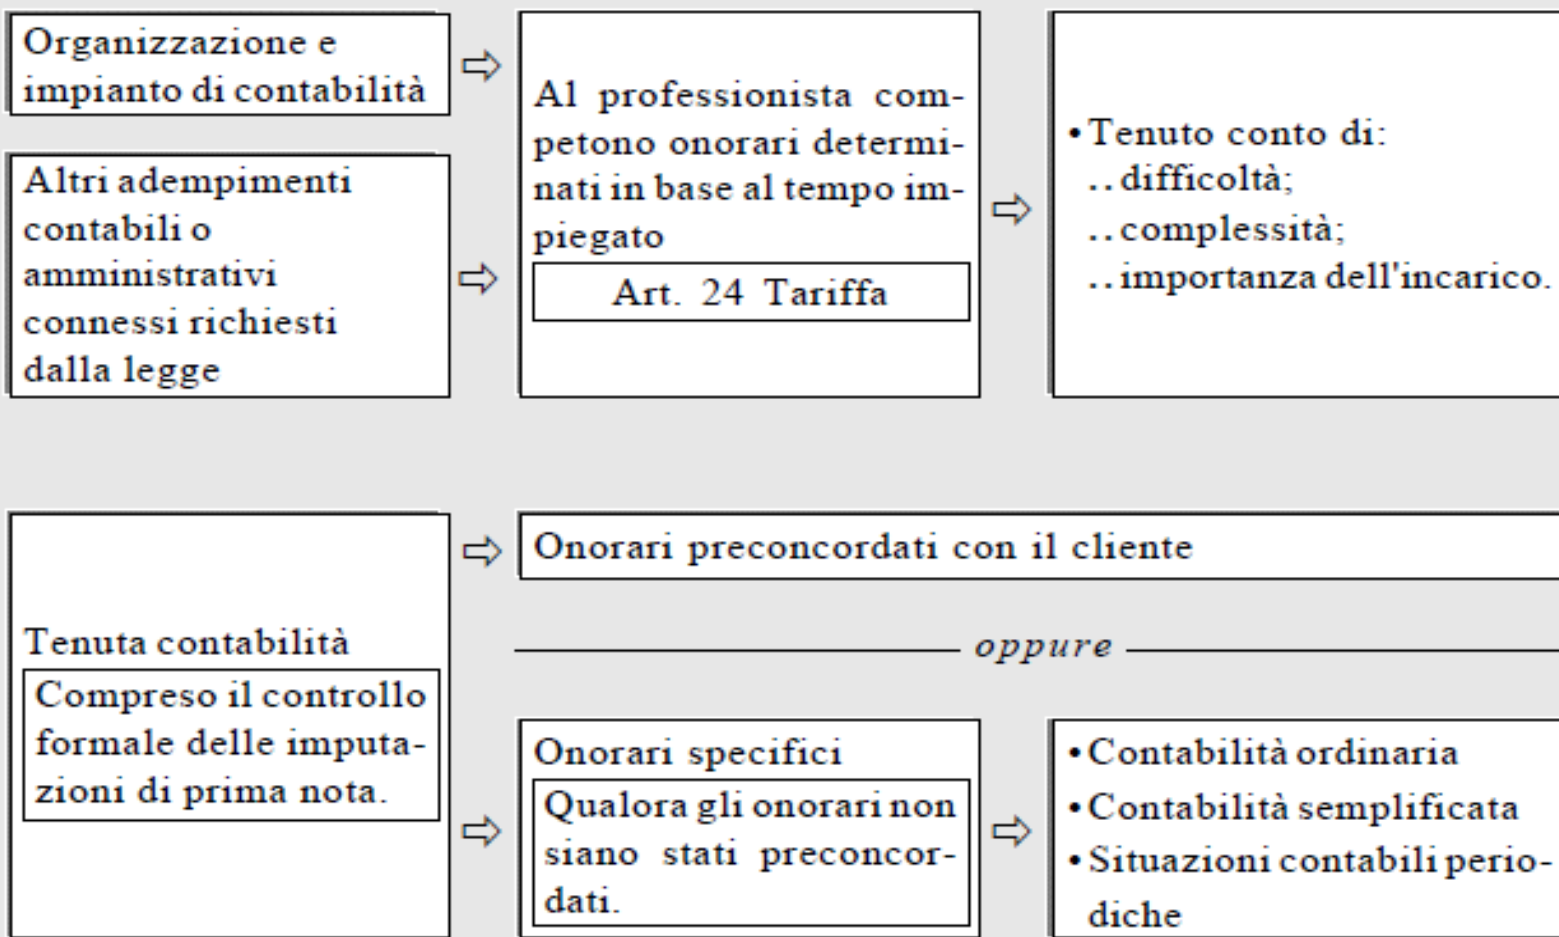 Organizzazione e
impianto di contabilità
Altri adempimenti
contabili o
amministrativi
connessi richiesti
dalla legge
Al professionista com-
petono onorari determi-
nati in base al tempo im-
piegato
Art. 24 Tariffa
• Tenuto conto di:
.. difficoltà;
.. complessità;
.. importanza dell'incarico.
Tenuta contabilità
Compreso il controllo
formale delle imputa-
zioni di prima nota.
Onorari preconcordati con il cliente
oppure
Onorari specifici
Qualora gli onorari non
siano stati preconcor-
dati.
• Contabilità ordinaria
• Contabilità semplificata
• Situazioni contabili perio-
diche